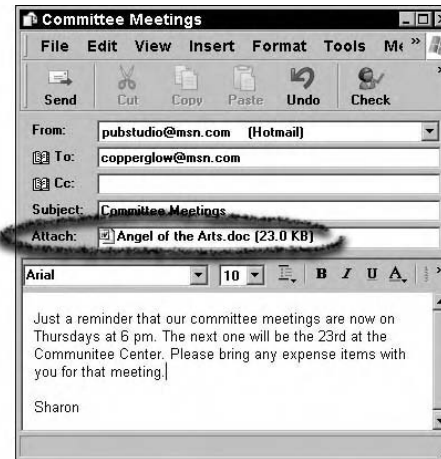 Committee Meetings
File Edit View Insert Format Tools »
Send Cut Copy Paste Undo Check
From: pubstudio@msn.com (Hotmail)
To: copperglow@msn.com
Cc:
Subject: Committee Meetings
Attach: Angel of the Arts.doc (23.0 KB)
Arial 10 B I U A »
Just a reminder that our committee meetings are now on
Thursdays at 6 pm. The next one will be the 23rd at the
Communitee Center. Please bring any expense items with
you for that meeting.
Sharon